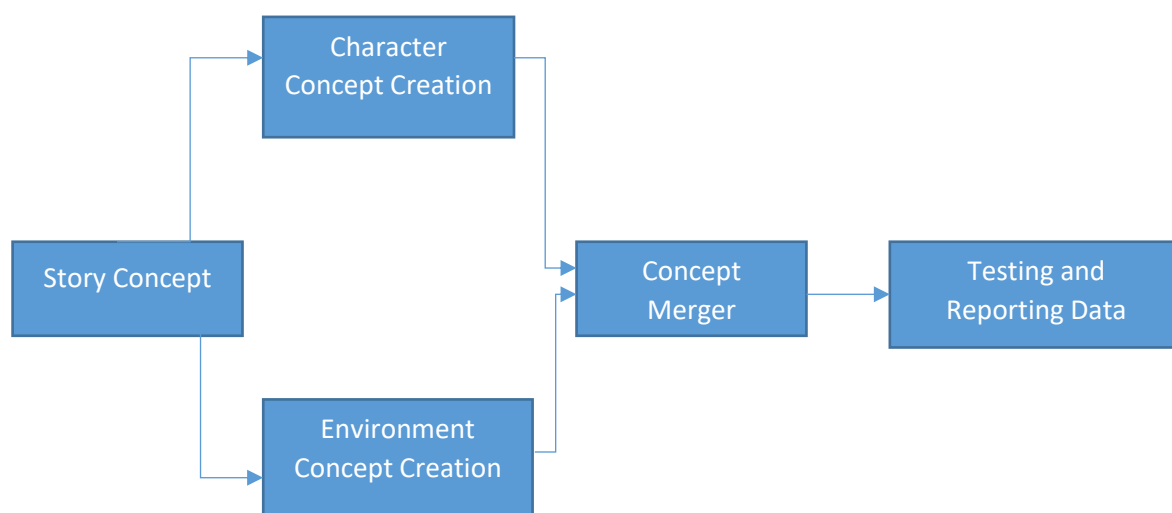 Character
Concept Creation
Story Concept
Concept
Merger
Testing and
Reporting Data
Environment
Concept Creation